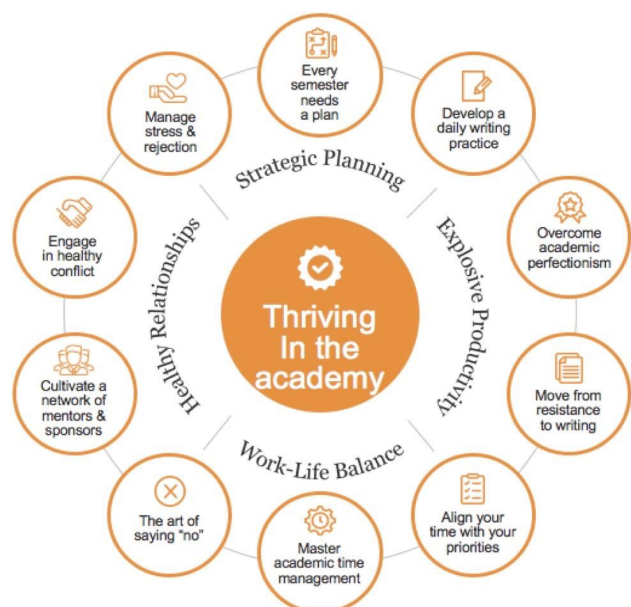 Every
semester
needs
a plan
Develop a
daily writing
practice
Overcome
academic
perfectionism
Move from
resistance
to writing
Align your
time with your
priorities
Master
academic time
management
The art of
saying “no”
Cultivate a
network of
mentors &
sponsors
Engage
in healthy
conflict
Manage
stress &
rejection
Strategic Planning
Explosive Productivity
Work-Life Balance
Healthy Relationships
Thriving
In the
academy